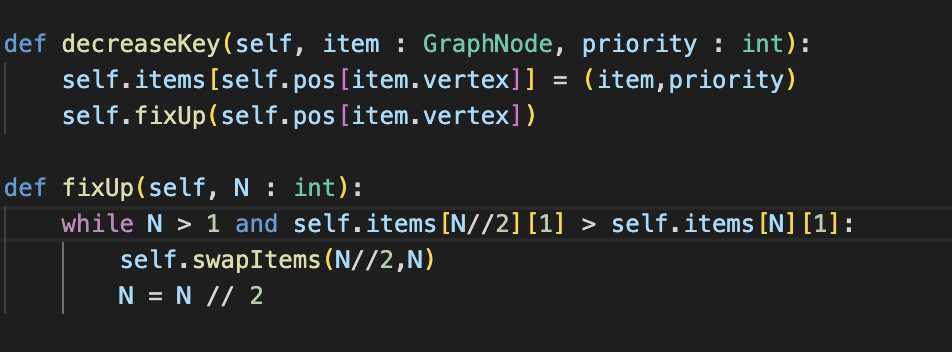 def decreaseKey(self, item : GraphNode, priority : int):
    self.items[self.pos[item.vertex]] = (item,priority)
    self.fixUp(self.pos[item.vertex])

def fixUp(self, N : int):
    while N > 1 and self.items[N//2][1] > self.items[N][1]:
        self.swapItems(N//2,N)
        N = N // 2